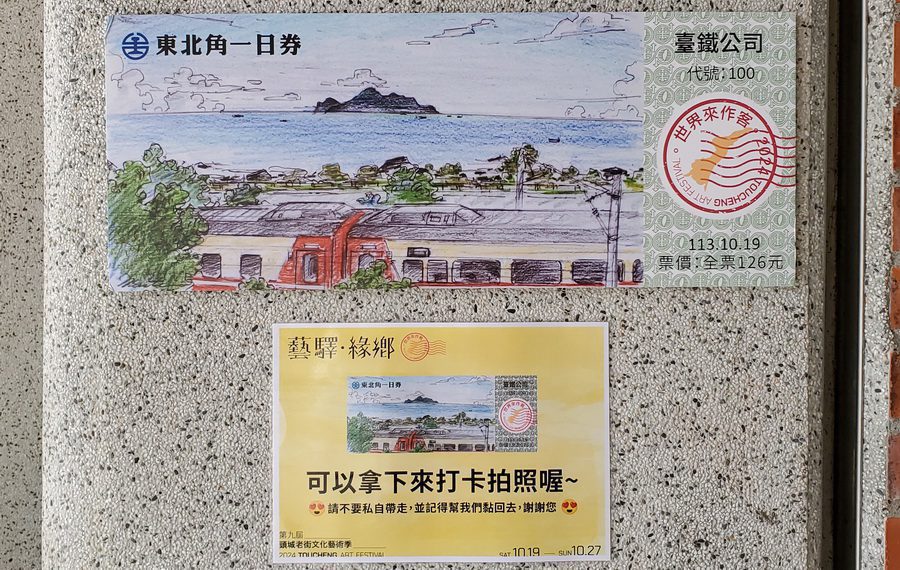 東北角一日券
臺鐵公司
代號:100
世界來作客
2024 TOUCHENG ART FESTIVAL
113.10.19
票價:全票126元
藝驛·緣鄉
東北角一日券
臺鐵公司
可以拿下來打卡拍照喔~
請不要私自帶走,並記得幫我們黏回去,謝謝您
第九屆
頭城老街文化藝術季
2024 TOUCHENG ART FESTIVAL
SAT 10.19 — SUN 10.27